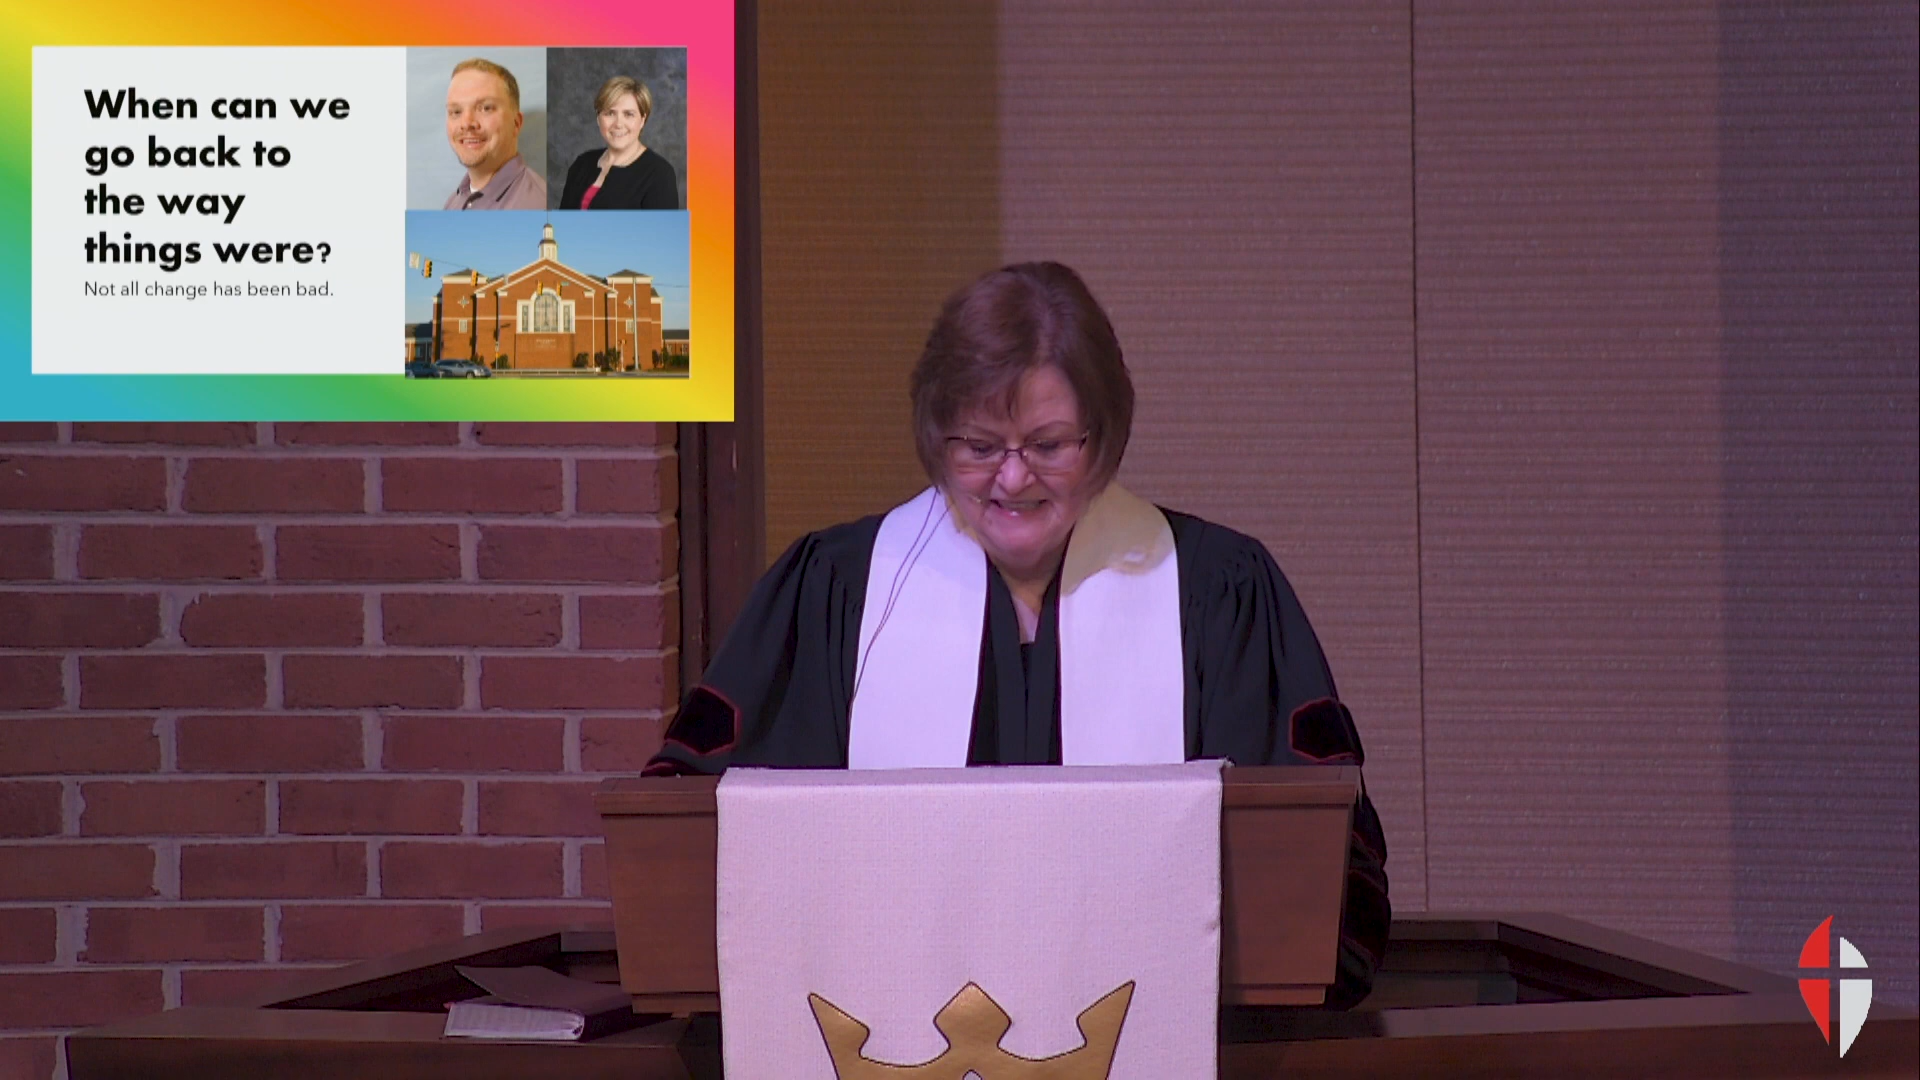 When can we
go back to
the way
things were?
Not all change has been bad.